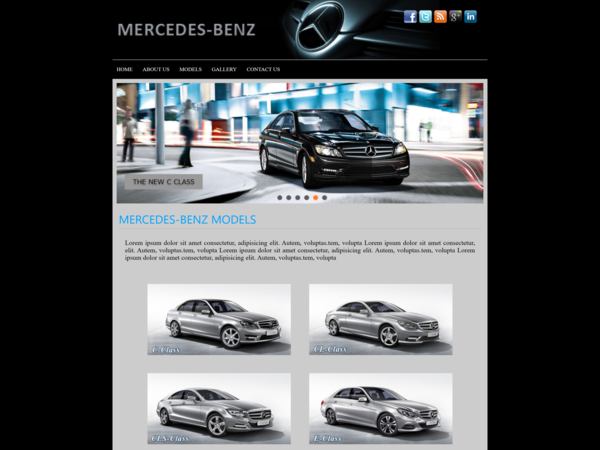 MERCEDES-BENZ
HOME ABOUT US MODELS GALLERY CONTACT US
THE NEW C CLASS
MERCEDES-BENZ MODELS
Lorem ipsum dolor sit amet consectetur, adipisicing elit. Autem, voluptas.tem, volupta Lorem ipsum dolor sit amet consectetur, adipisicing
elit. Autem, voluptas.tem, volupta Lorem ipsum dolor sit amet consectetur, adipisicing elit. Autem, voluptas.tem, volupta Lorem ipsum
dolor sit amet consectetur, adipisicing elit. Autem, voluptas.tem, volupta
C-Class
CL-Class
CLS-Class
E-Class